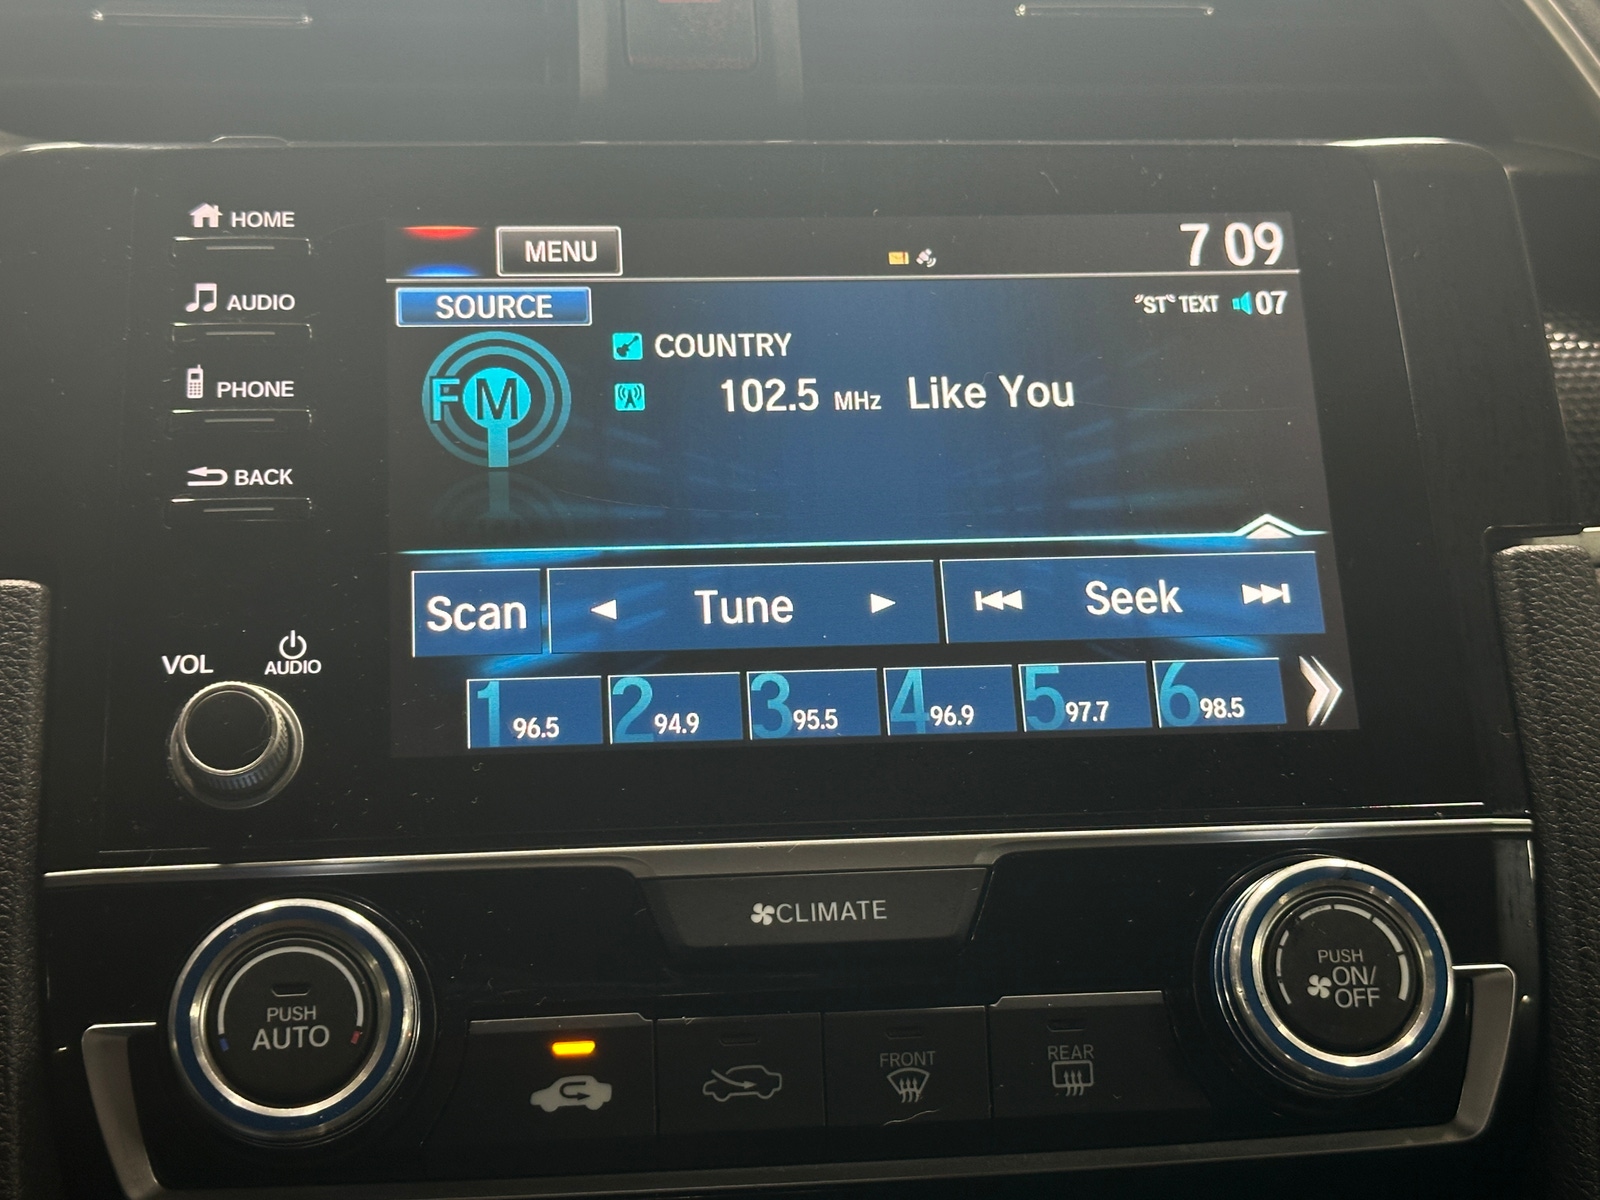 HOME
AUDIO
PHONE
BACK
VOL
AUDIO
MENU
7 09
SOURCE
"ST" TEXT 07
FM
COUNTRY
102.5 MHz Like You
Scan
Tune
Seek
1 96.5
2 94.9
3 95.5
4 96.9
5 97.7
6 98.5
CLIMATE
PUSH
AUTO
FRONT
REAR
PUSH
ON/
OFF